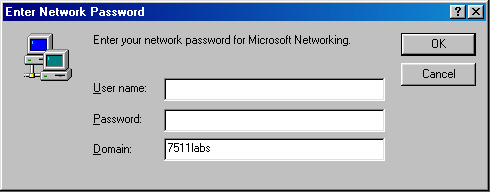 Enter Network Password
Enter your network password for Microsoft Networking.
OK
Cancel
User name:
Password:
Domain: 7511labs